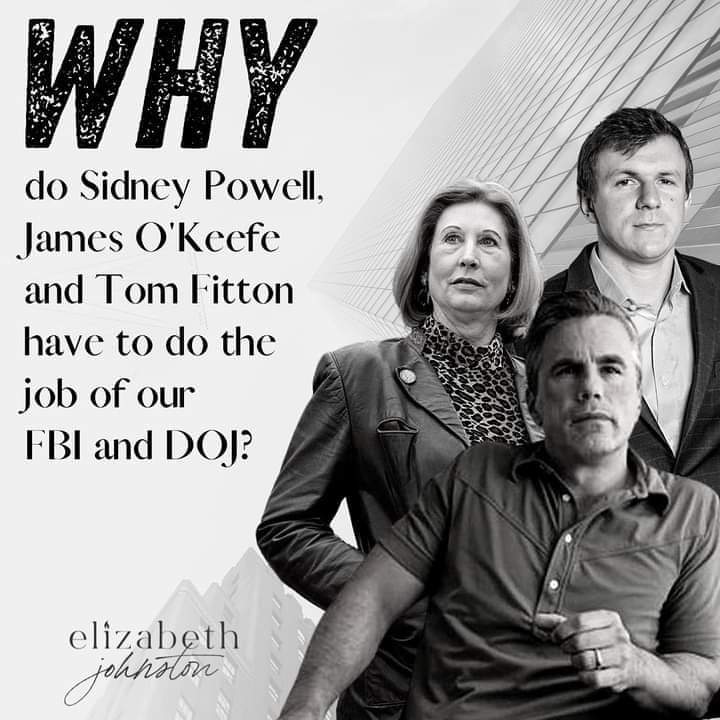 WHY
do Sidney Powell,
James O'Keefe
and Tom Fitton
have to do the
job of our
FBI and DOJ?
elizabeth
johnston